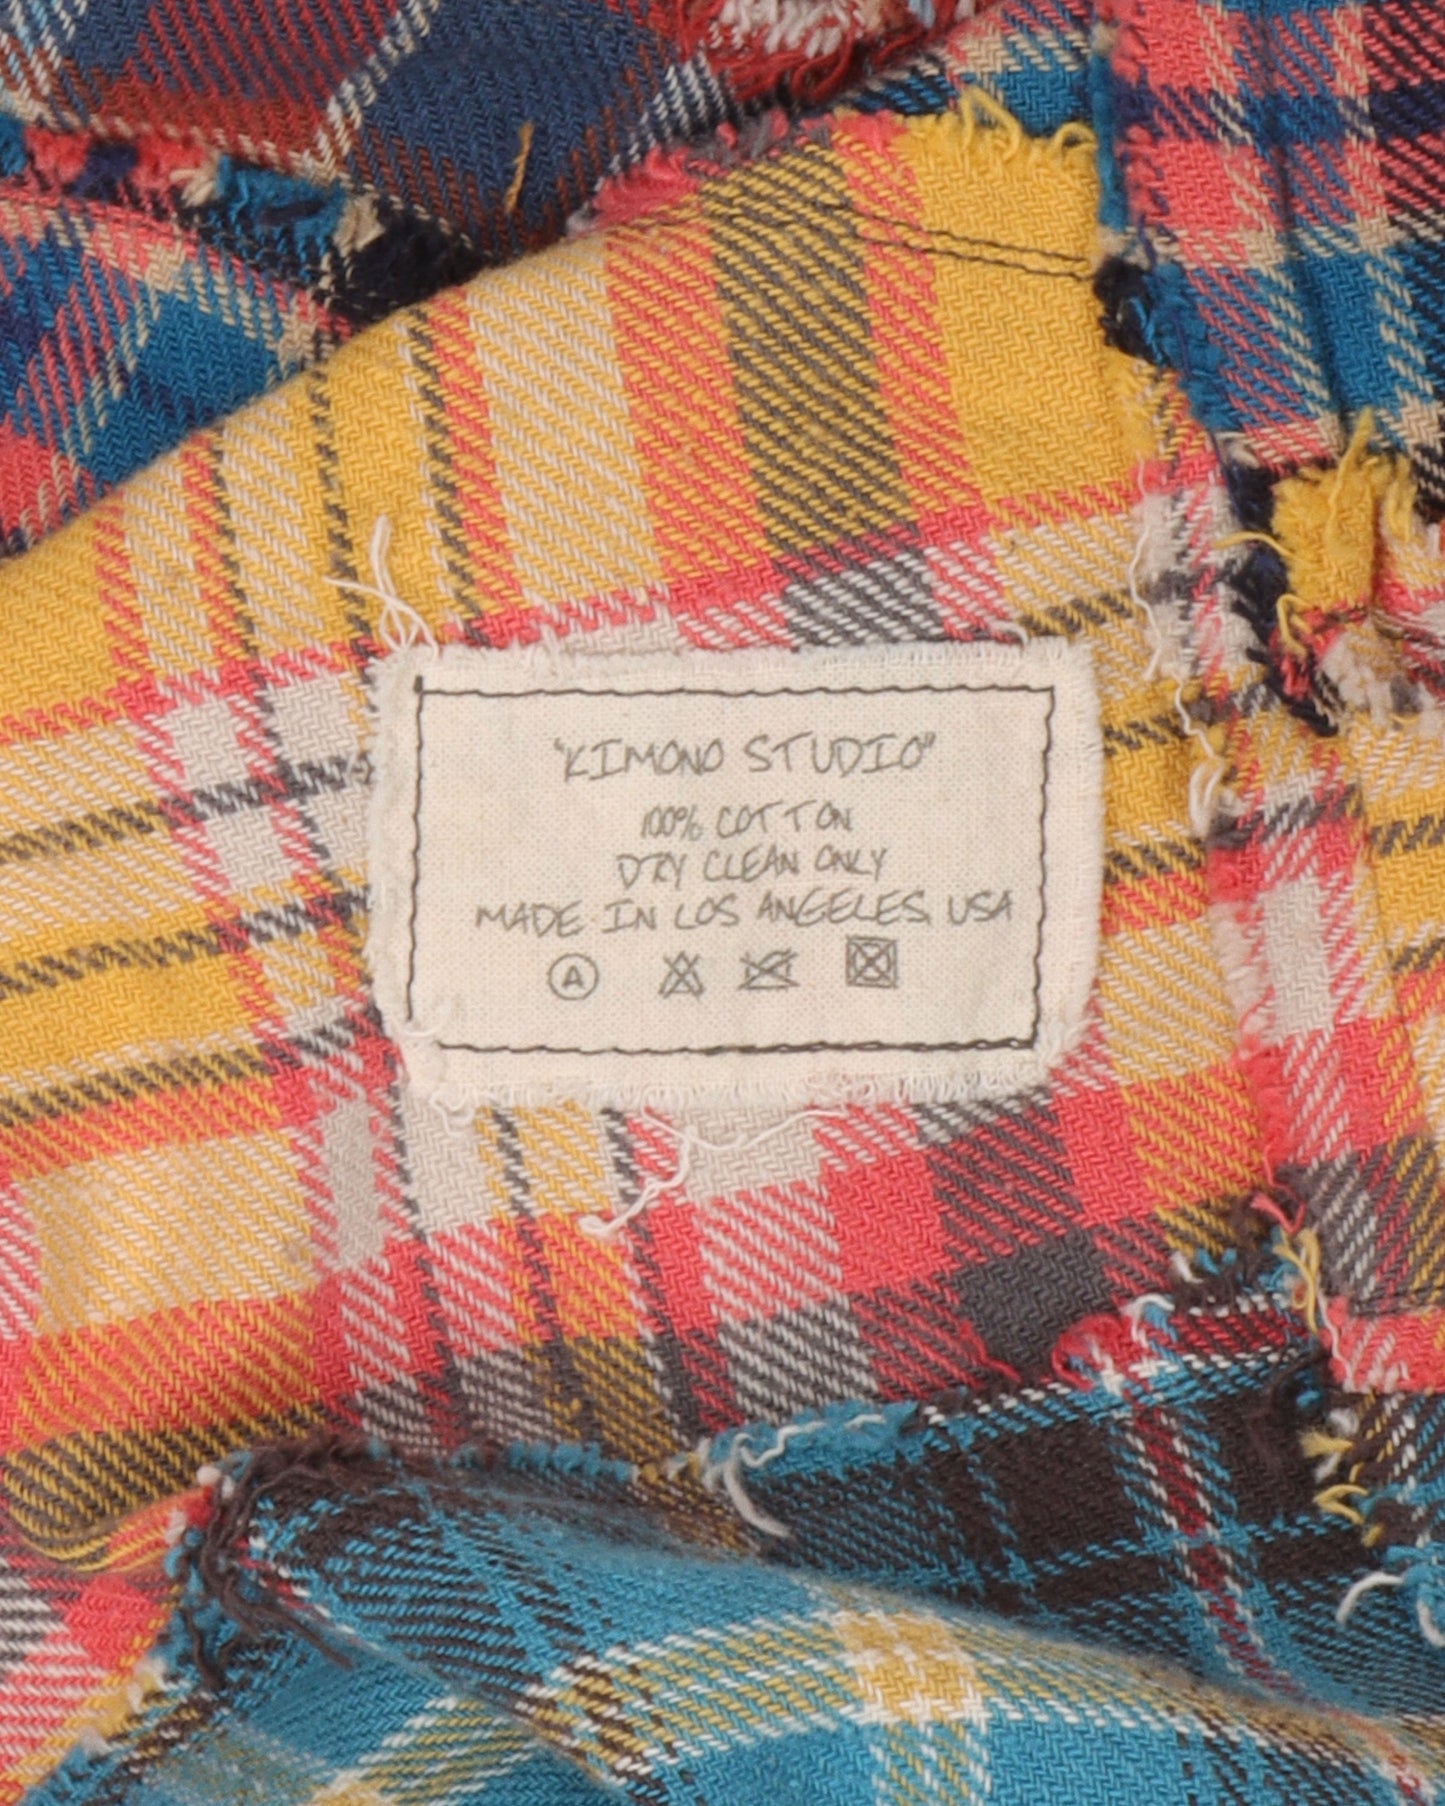 "KIMONO STUDIO"
100% COTTON
DRY CLEAN ONLY
MADE IN LOS ANGELES, USA
A